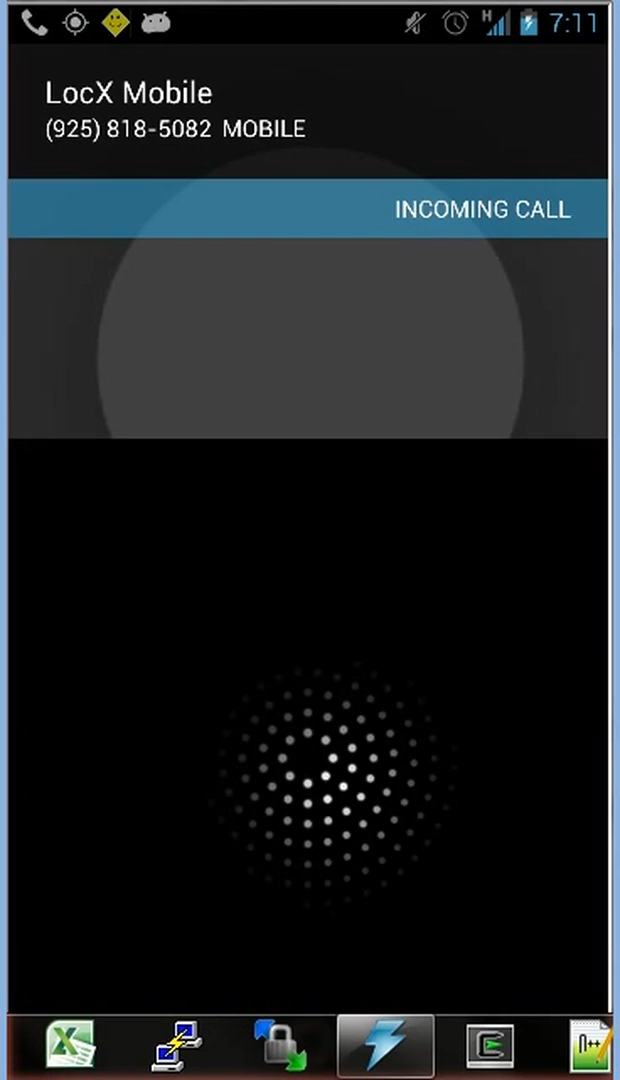 H 7:11
LocX Mobile
(925) 818-5082 MOBILE
INCOMING CALL